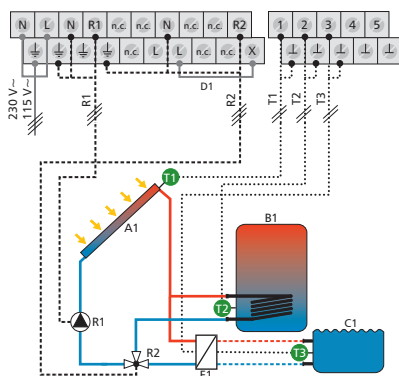 N L N R1 n.c. n.c. N n.c. n.c. R2 1 2 3 4 5
n.c. n.c. L L n.c. X
D1
230 V~
115 V~
R1
R2
T1
T2
T3
T1
A1
B1
T2
C1
R1
R2
T3
F1